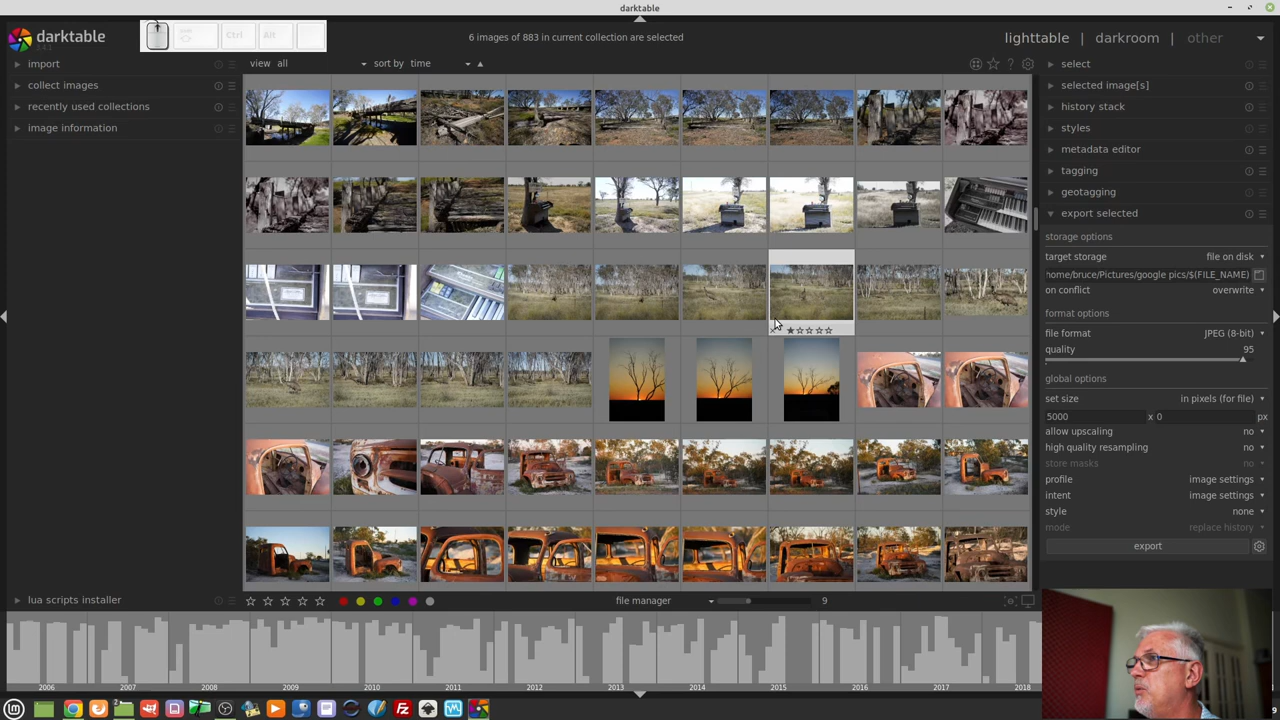 darktable
darktable
3.4.1
Ctrl
Alt
6 images of 883 in current collection are selected
lighttable | darkroom | other
import
view all
sort by time
select
collect images
selected image[s]
recently used collections
history stack
image information
styles
metadata editor
tagging
geotagging
export selected
storage options
target storage file on disk
home/bruce/Pictures/google pics/$(FILE_NAME)
on conflict overwrite
format options
file format JPEG (8-bit)
quality 95
global options
set size in pixels (for file)
5000 x 0 px
allow upscaling no
high quality resampling no
store masks no
profile image settings
intent image settings
style none
mode replace history
export
lua scripts installer
file manager
9
2006 2007 2008 2009 2010 2011 2012 2013 2014 2015 2016 2017 2018